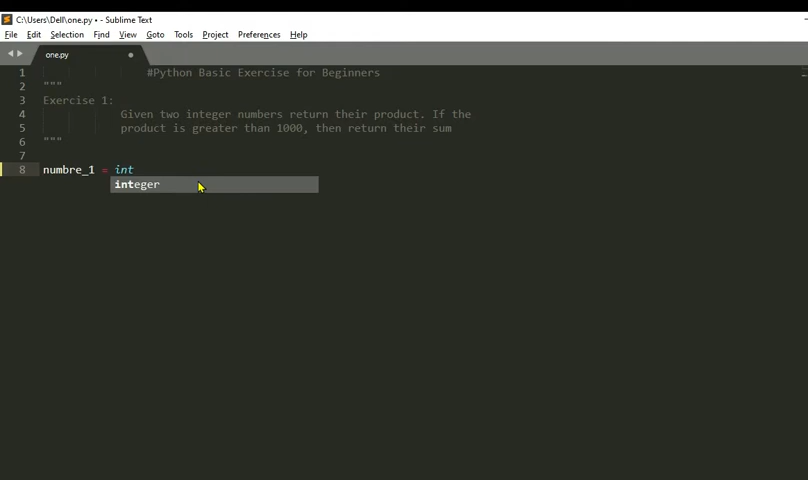 C:\Users\Dell\one.py • - Sublime Text
File Edit Selection Find View Goto Tools Project Preferences Help
one.py
1 #Python Basic Exercise for Beginners
2 """
3 Exercise 1:
4 Given two integer numbers return their product. If the
5 product is greater than 1000, then return their sum
6 """
7
8 numbre_1 = int
integer